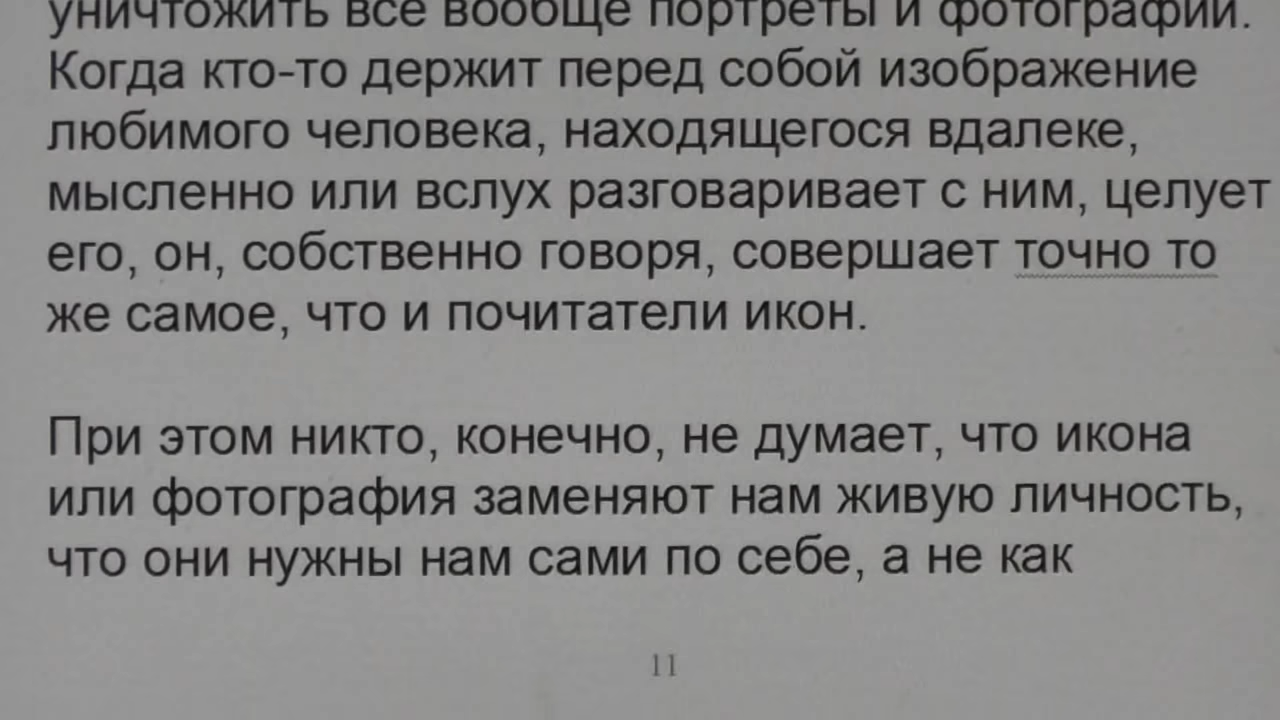 уничтожить все вообще портреты и фотографии.
Когда кто-то держит перед собой изображение
любимого человека, находящегося вдалеке,
мысленно или вслух разговаривает с ним, целует
его, он, собственно говоря, совершает точно то
же самое, что и почитатели икон.
При этом никто, конечно, не думает, что икона
или фотография заменяют нам живую личность,
что они нужны нам сами по себе, а не как
11